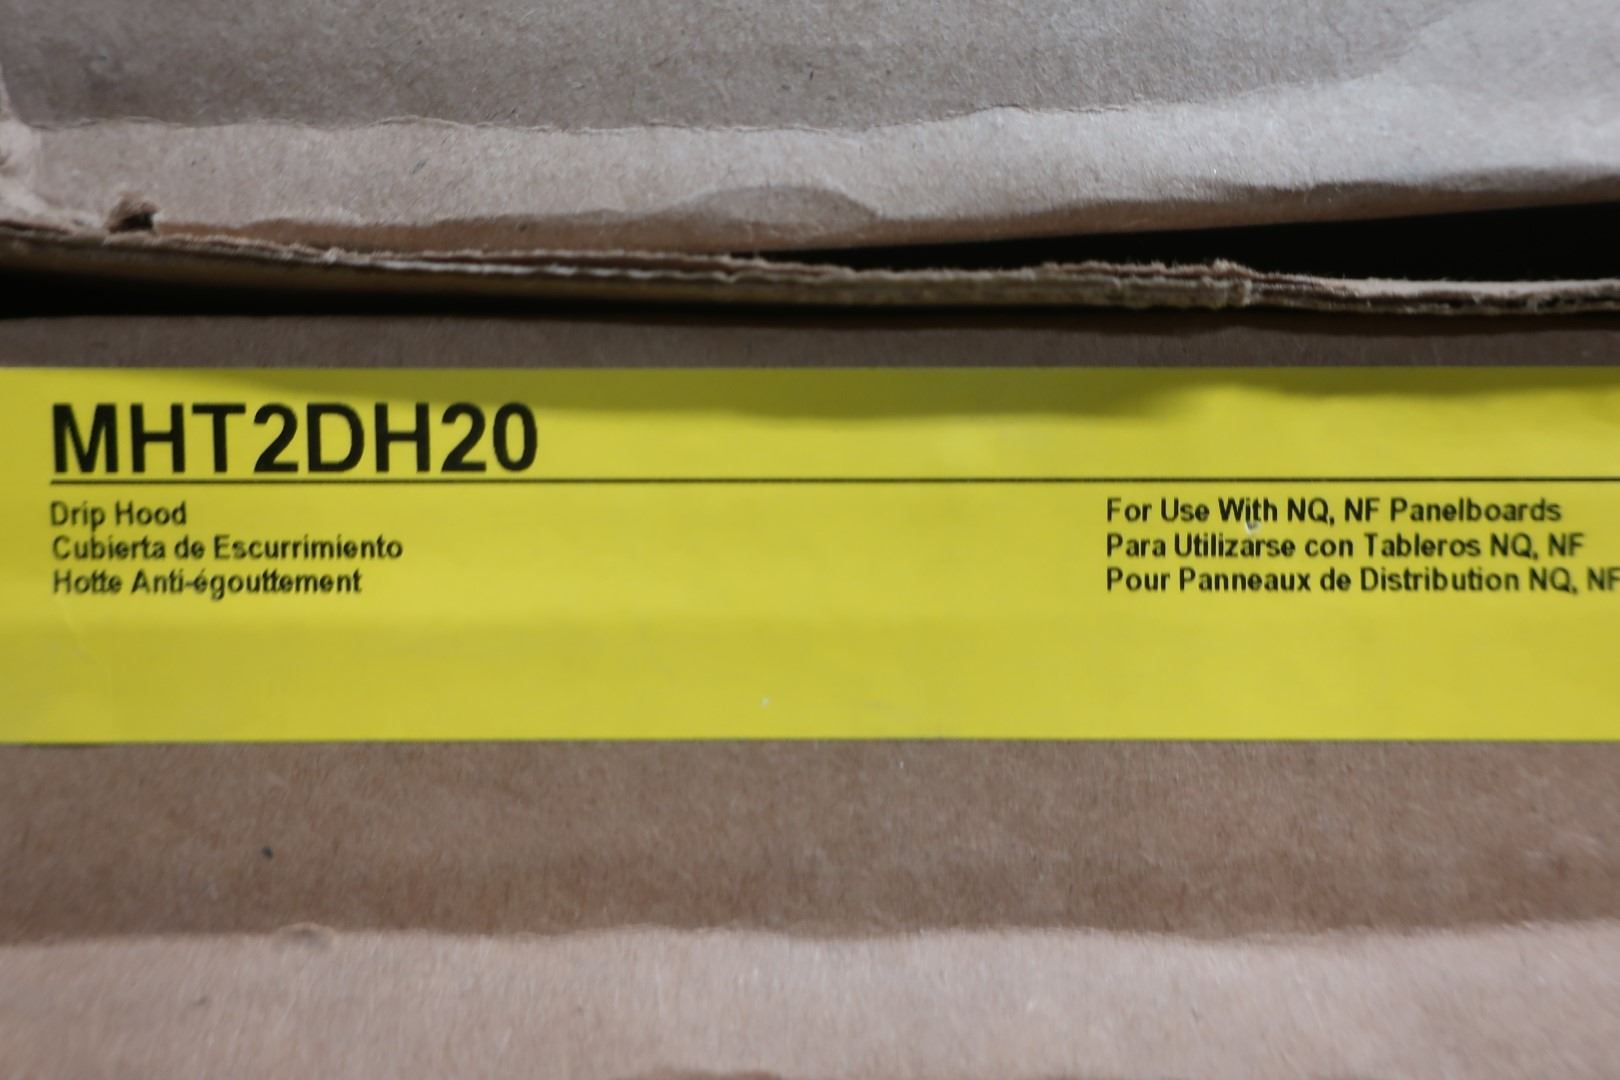 MHT2DH20
Drip Hood
Cubierta de Escurrimiento
Hotte Anti-égouttement
For Use With NQ, NF Panelboards
Para Utilizarse con Tableros NQ, NF
Pour Panneaux de Distribution NQ, NF